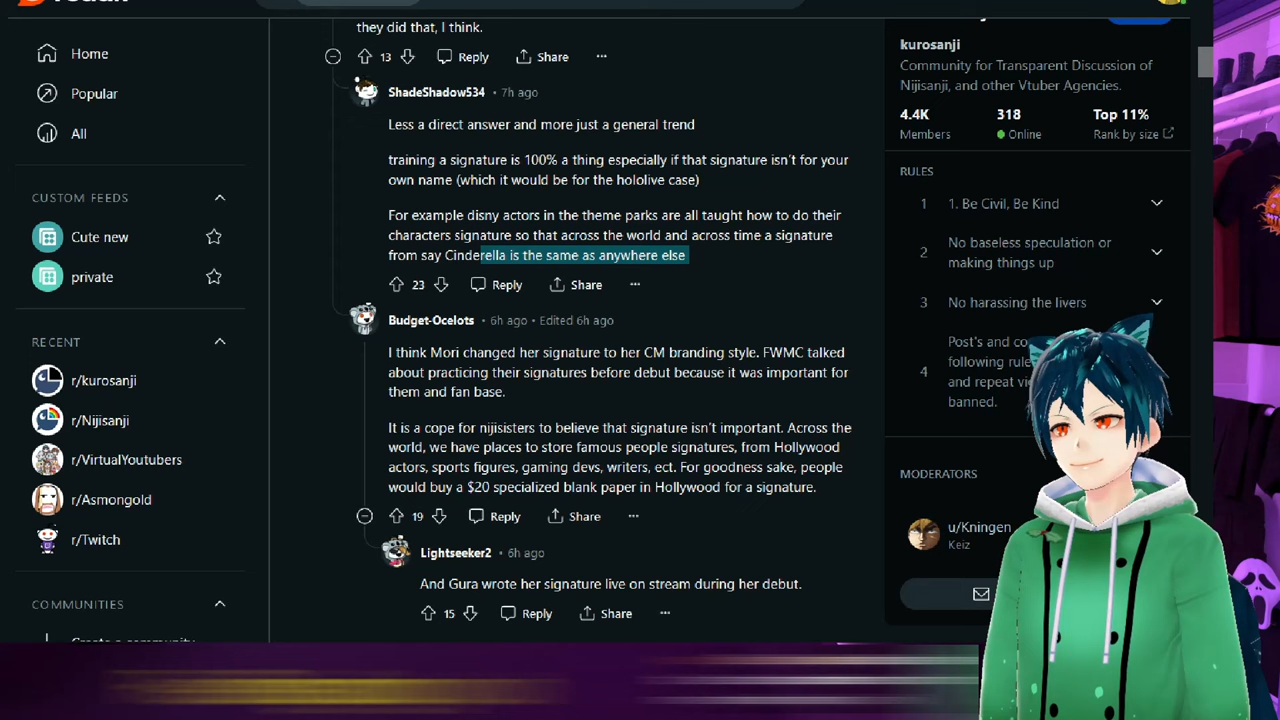 Home
Popular
All
CUSTOM FEEDS
Cute new
private
RECENT
r/kurosanji
r/Nijisanji
r/VirtualYoutubers
r/Asmongold
r/Twitch
COMMUNITIES
they did that, I think.
13 Reply Share ...
ShadeShadow534 • 7h ago
Less a direct answer and more just a general trend
training a signature is 100% a thing especially if that signature isn't for your
own name (which it would be for the hololive case)
For example disny actors in the theme parks are all taught how to do their
characters signature so that across the world and across time a signature
from say Cinderella is the same as anywhere else
23 Reply Share ...
Budget-Ocelots • 6h ago • Edited 6h ago
I think Mori changed her signature to her CM branding style. FWMC talked
about practicing their signatures before debut because it was important for
them and fan base.
It is a cope for nijisisters to believe that signature isn't important. Across the
world, we have places to store famous people signatures, from Hollywood
actors, sports figures, gaming devs, writers, ect. For goodness sake, people
would buy a $20 specialized blank paper in Hollywood for a signature.
19 Reply Share ...
Lightseeker2 • 6h ago
And Gura wrote her signature live on stream during her debut.
15 Reply Share ...
kurosanji
Community for Transparent Discussion of
Nijisanji, and other Vtuber Agencies.
4.4K 318 Top 11%
Members Online Rank by size
RULES
1 1. Be Civil, Be Kind
2 No baseless speculation or
making things up
3 No harassing the livers
4 Post's and
following
and repeat
banned.
MODERATORS
u/Kningen
Keiz